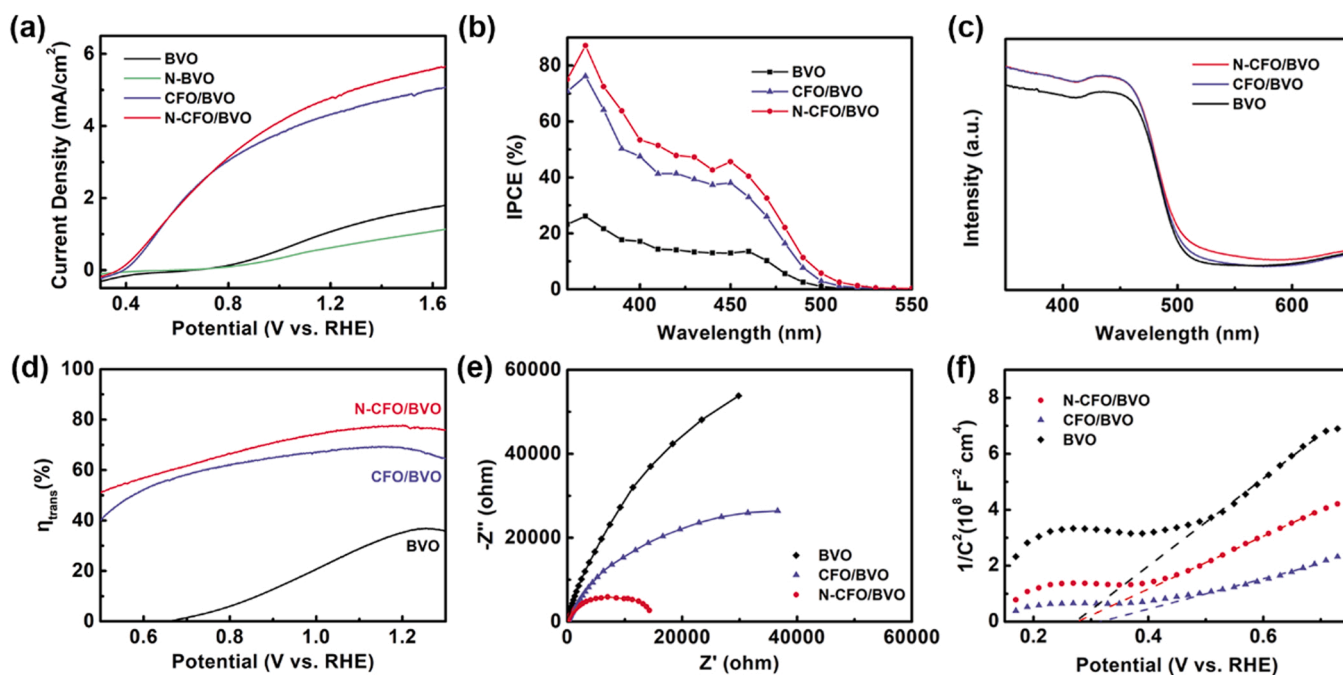 (a)
6
4
2
0
0.4
0.8
1.2
1.6
Current Density (mA/cm²)
Potential (V vs. RHE)
BVO
N-BVO
CFO/BVO
N-CFO/BVO
(b)
80
60
40
20
0
400
450
500
550
IPCE (%)
Wavelength (nm)
BVO
CFO/BVO
N-CFO/BVO
(c)
Intensity (a.u.)
400
500
600
Wavelength (nm)
N-CFO/BVO
CFO/BVO
BVO
(d)
100
80
60
40
20
0
0.6
0.8
1.0
1.2
ηtrans(%)
Potential (V vs. RHE)
N-CFO/BVO
CFO/BVO
BVO
(e)
60000
40000
20000
0
0
20000
40000
60000
-Z'' (ohm)
Z' (ohm)
BVO
CFO/BVO
N-CFO/BVO
(f)
8
6
4
2
0
0.2
0.4
0.6
1/C²(10⁸ F⁻² cm⁴)
Potential (V vs. RHE)
N-CFO/BVO
CFO/BVO
BVO